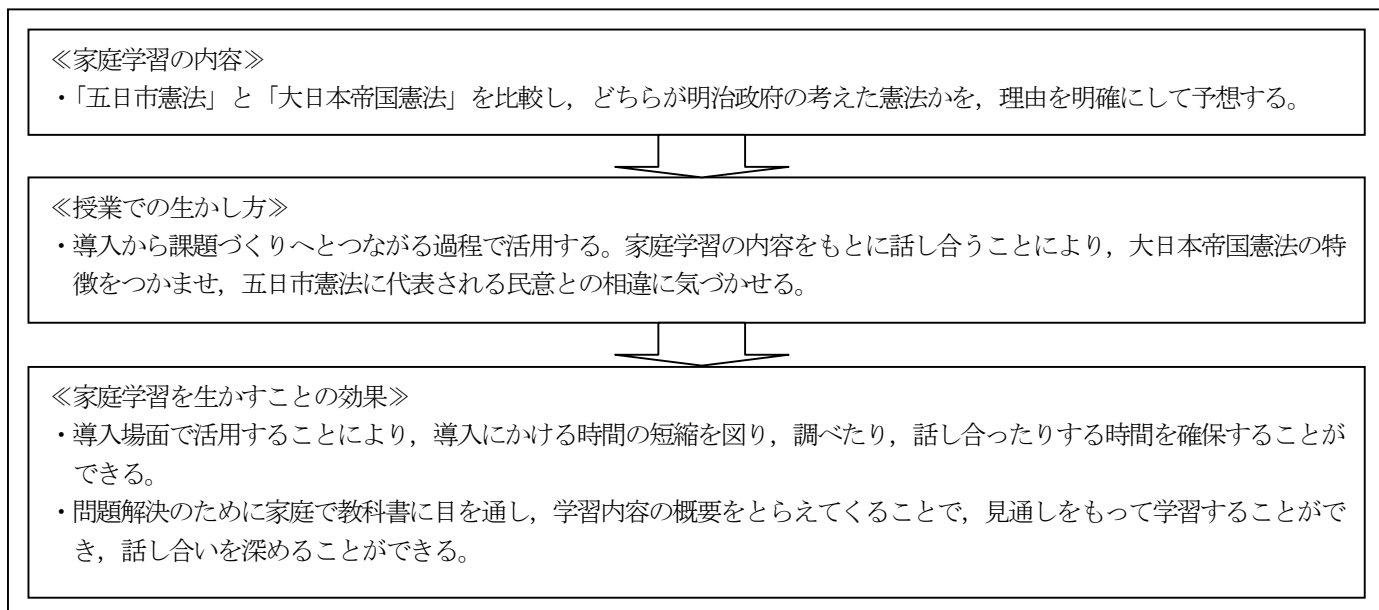 ≪家庭学習の内容≫
・「五日市憲法」と「大日本帝国憲法」を比較し,どちらが明治政府の考えた憲法かを,理由を明確にして予想する。
≪授業での生かし方≫
・導入から課題づくりへとつながる過程で活用する。家庭学習の内容をもとに話し合うことにより,大日本帝国憲法の特
徴をつかませ,五日市憲法に代表される民意との相違に気づかせる。
≪家庭学習を生かすことの効果≫
・導入場面で活用することにより,導入にかける時間の短縮を図り,調べたり,話し合ったりする時間を確保することが
できる。
・問題解決のために家庭で教科書に目を通し,学習内容の概要をとらえてくることで,見通しをもって学習することがで
き,話し合いを深めることができる。